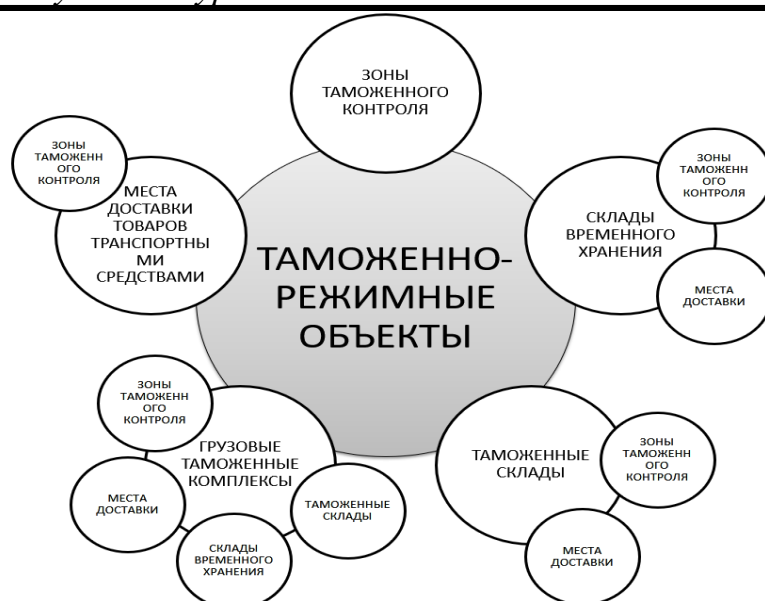 ЗОНЫ
ТАМОЖЕННОГО
КОНТРОЛЯ
ЗОНЫ
ТАМОЖЕНН
ОГО
КОНТРОЛЯ
МЕСТА
ДОСТАВКИ
ТОВАРОВ
ТРАНСПОРТНЫ
МИ
СРЕДСТВАМИ
ЗОНЫ
ТАМОЖЕНН
ОГО
КОНТРОЛЯ
СКЛАДЫ
ВРЕМЕННОГО
ХРАНЕНИЯ
МЕСТА
ДОСТАВКИ
ТАМОЖЕННО-
РЕЖИМНЫЕ
ОБЪЕКТЫ
ЗОНЫ
ТАМОЖЕНН
ОГО
КОНТРОЛЯ
ГРУЗОВЫЕ
ТАМОЖЕННЫЕ
КОМПЛЕКСЫ
МЕСТА
ДОСТАВКИ
ТАМОЖЕННЫЕ
СКЛАДЫ
СКЛАДЫ
ВРЕМЕННОГО
ХРАНЕНИЯ
ТАМОЖЕННЫЕ
СКЛАДЫ
ЗОНЫ
ТАМОЖЕНН
ОГО
КОНТРОЛЯ
МЕСТА
ДОСТАВКИ